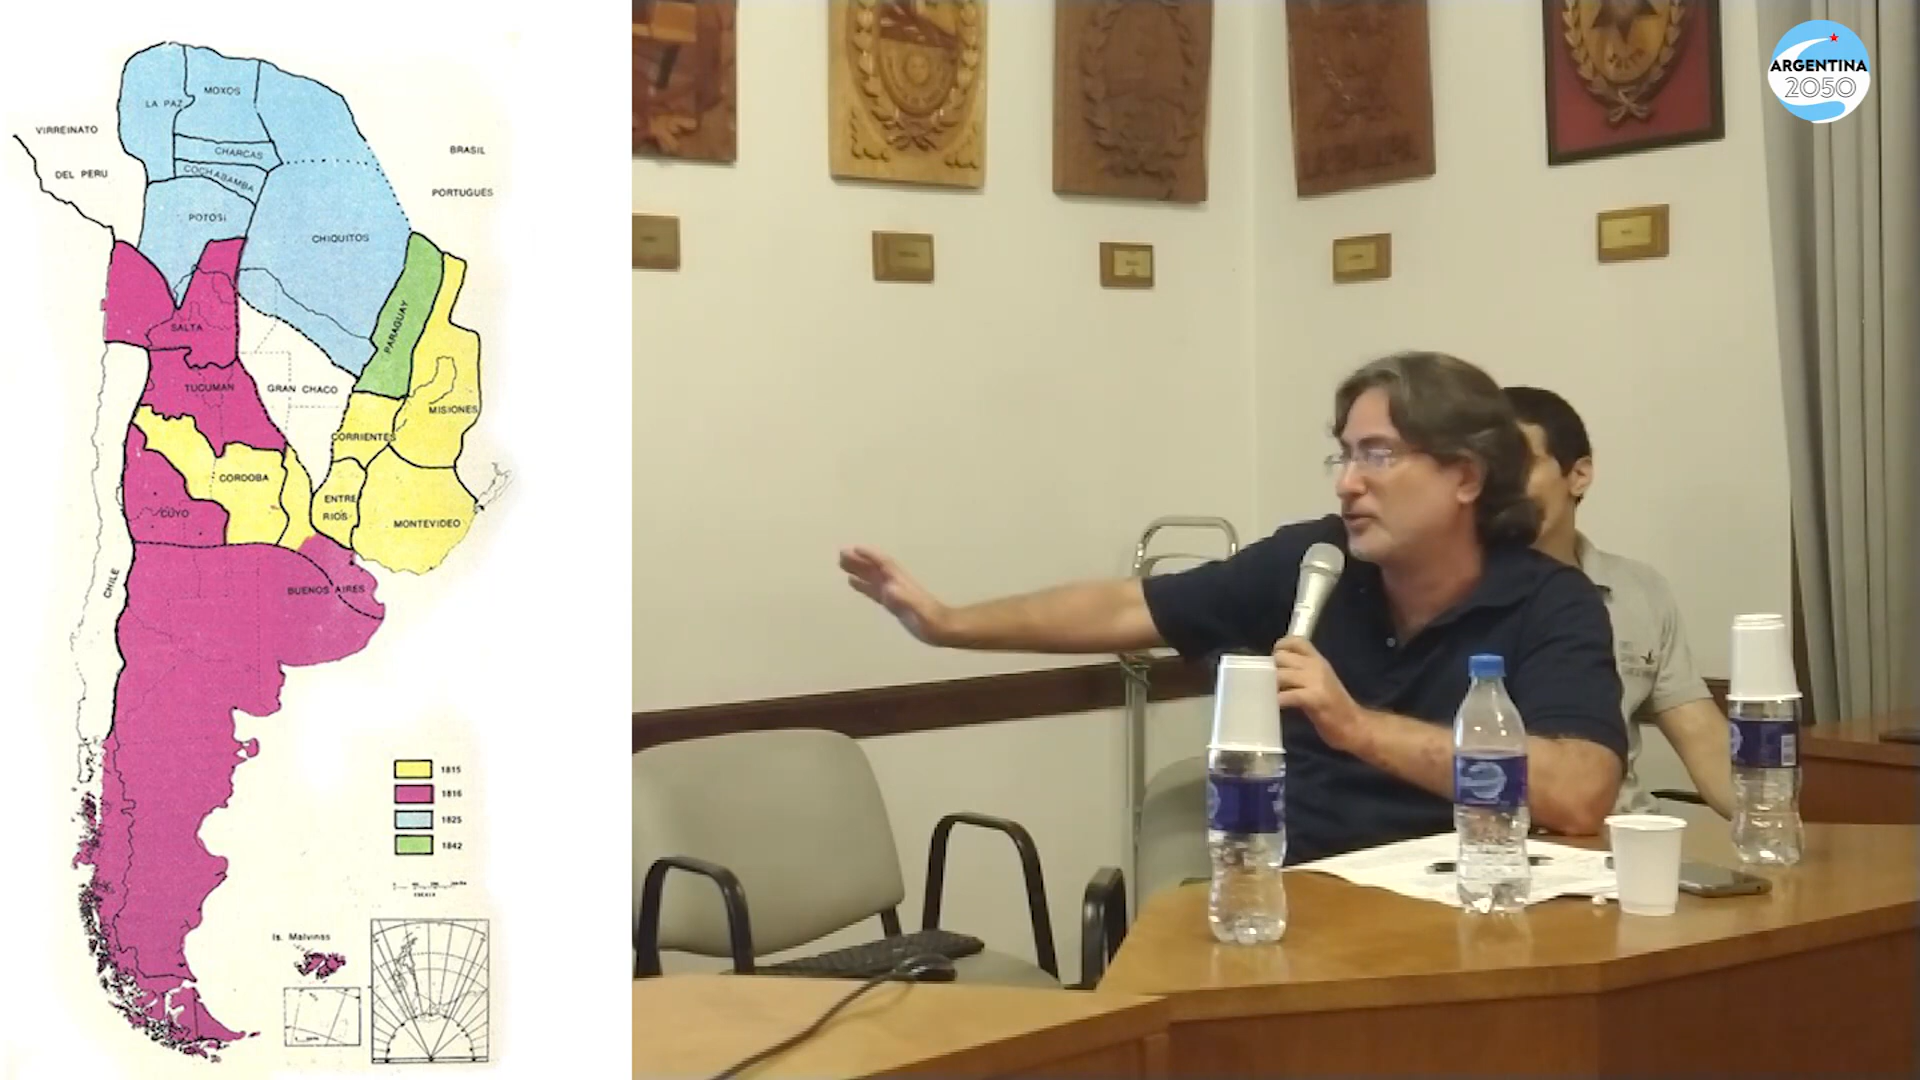 LA PAZ
MOXOS
VIRREINATO
DEL PERU
CHARCAS
COCHABAMBA
BRASIL
PORTUGUES
POTOSI
CHIQUITOS
PARAGUAY
SALTA
TUCUMAN
GRAN CHACO
MISIONES
CORRIENTES
CORDOBA
ENTRE
RIOS
CUYO
MONTEVIDEO
CHILE
BUENOS AIRES
1815
1816
1825
1842
Is. Malvinas
ARGENTINA
2050